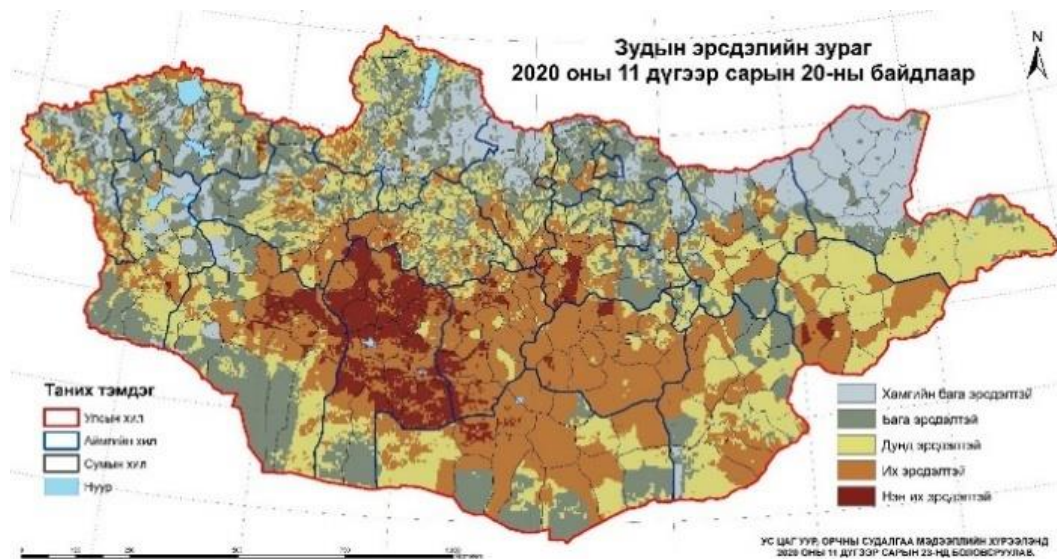 Зудын эрсдэлийн зураг
2020 оны 11 дүгээр сарын 20-ны байдлаар
N
Таних тэмдэг
Улсын хил
Аймгийн хил
Сумын хил
Нуур
Хамгийн бага эрсдэлтэй
Бага эрсдэлтэй
Дунд эрсдэлтэй
Их эрсдэлтэй
Нэн их эрсдэлтэй
УС ЦАГ УУР, ОРЧНЫ СУДАЛГАА МЭДЭЭЛЛИЙН ХҮРЭЭЛЭНД
2020 ОНЫ 11 ДҮГЭЭР САРЫН 23-НД БОЛОВСРУУЛАВ.